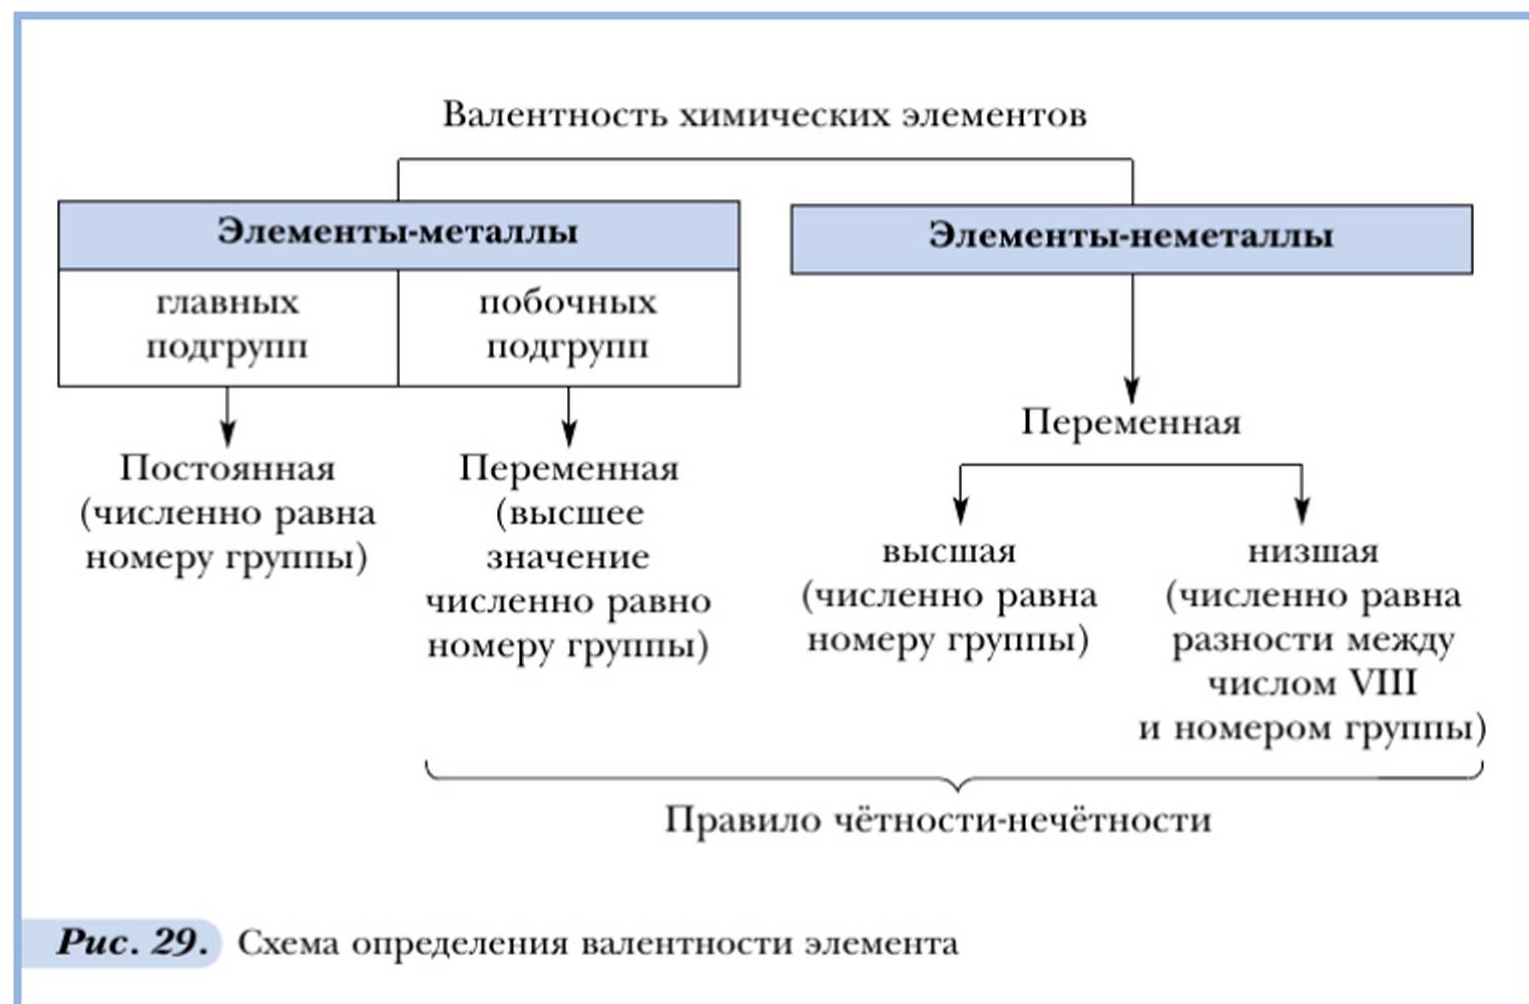 Валентность химических элементов
Элементы-металлы
главных
подгрупп
побочных
подгрупп
Постоянная
(численно равна
номеру группы)
Переменная
(высшее
значение
численно равно
номеру группы)
Элементы-неметаллы
Переменная
высшая
(численно равна
номеру группы)
низшая
(численно равна
разности между
числом VIII
и номером группы)
Правило чётности-нечётности
Рис. 29. Схема определения валентности элемента